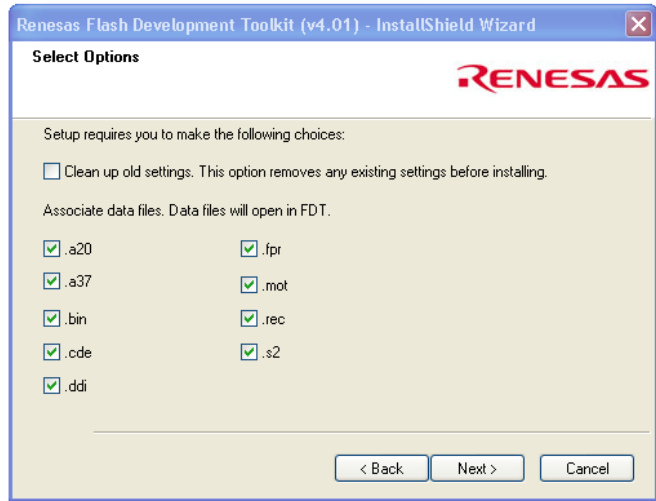 Renesas Flash Development Toolkit (v4.01) - InstallShield Wizard
Select Options
RENESAS
Setup requires you to make the following choices:
Clean up old settings. This option removes any existing settings before installing.
Associate data files. Data files will open in FDT.
.a20 .fpr
.a37 .mot
.bin .rec
.cde .s2
.ddi
< Back Next > Cancel